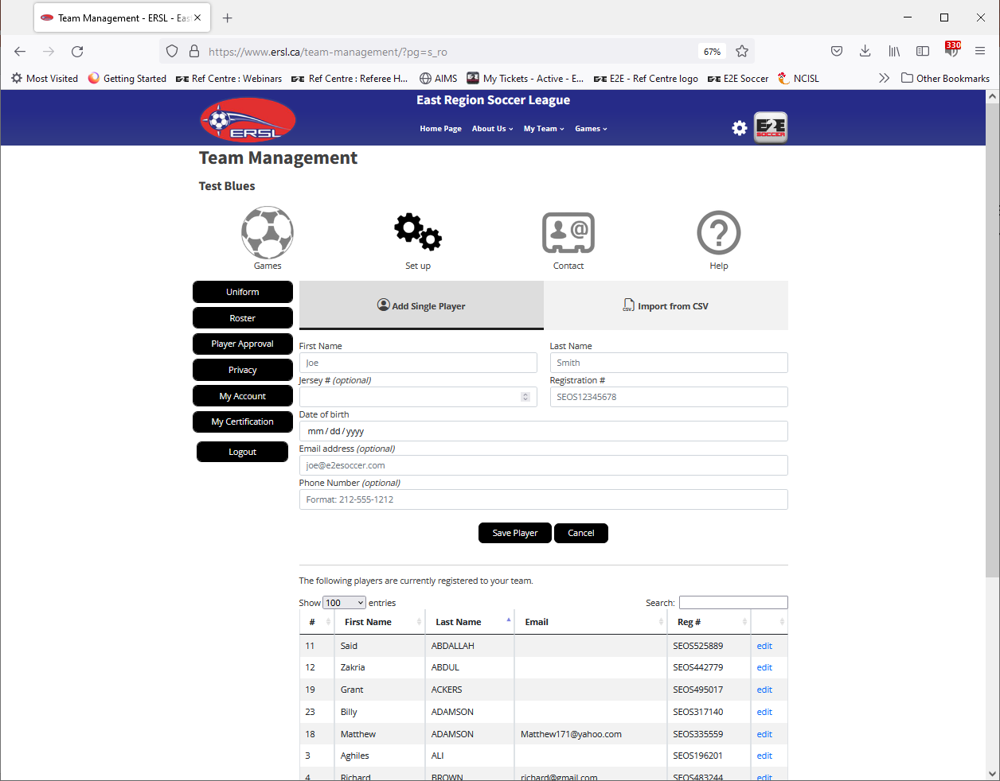 Team Management - ERSL - Eas
https://www.ersl.ca/team-management/?pg=s_ro
67%
330
Most Visited
Getting Started
Ref Centre : Webinars
Ref Centre : Referee H...
AIMS
My Tickets - Active - E...
E2E - Ref Centre logo
E2E Soccer
NCISL
Other Bookmarks
East Region Soccer League
ERSL
Home Page
About Us
My Team
Games
E2E
SOCCER
Team Management
Test Blues
Games
Set up
Contact
Help
Uniform
Roster
Player Approval
Privacy
My Account
My Certification
Logout
Add Single Player
CSV Import from CSV
First Name
Last Name
Joe
Smith
Jersey # (optional)
Registration #
SEOS12345678
Date of birth
mm / dd / yyyy
Email address (optional)
joe@e2esoccer.com
Phone Number (optional)
Format: 212-555-1212
Save Player
Cancel
The following players are currently registered to your team.
Show 100 entries
Search:
# First Name Last Name Email Reg #
11 Said ABDALLAH SEOS525889 edit
12 Zakria ABDUL SEOS442779 edit
19 Grant ACKERS SEOS495017 edit
23 Billy ADAMSON SEOS317140 edit
18 Matthew ADAMSON Matthew171@yahoo.com SEOS335559 edit
3 Aghiles ALI SEOS196201 edit
4 Richard BROWN richard@gmail.com SEOS483244 edit